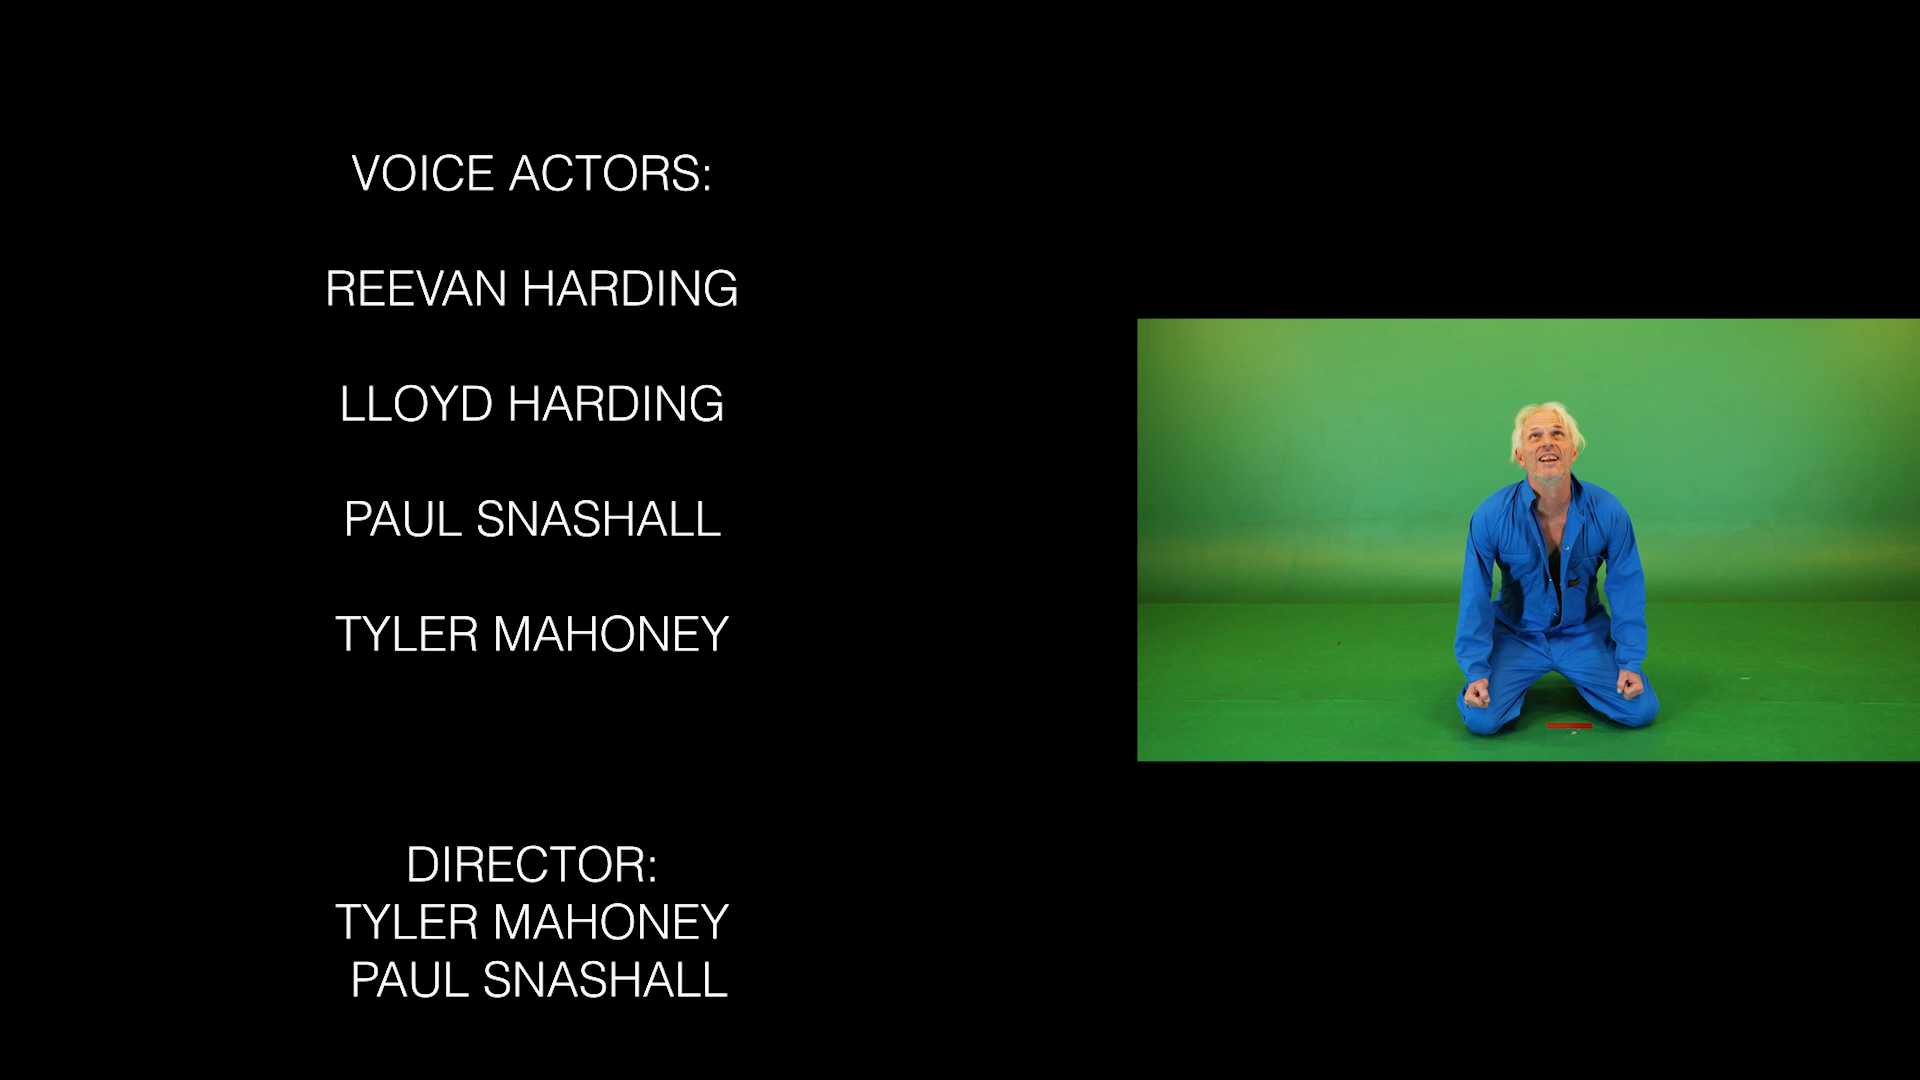 VOICE ACTORS:
REEVAN HARDING
LLOYD HARDING
PAUL SNASHALL
TYLER MAHONEY
DIRECTOR:
TYLER MAHONEY
PAUL SNASHALL